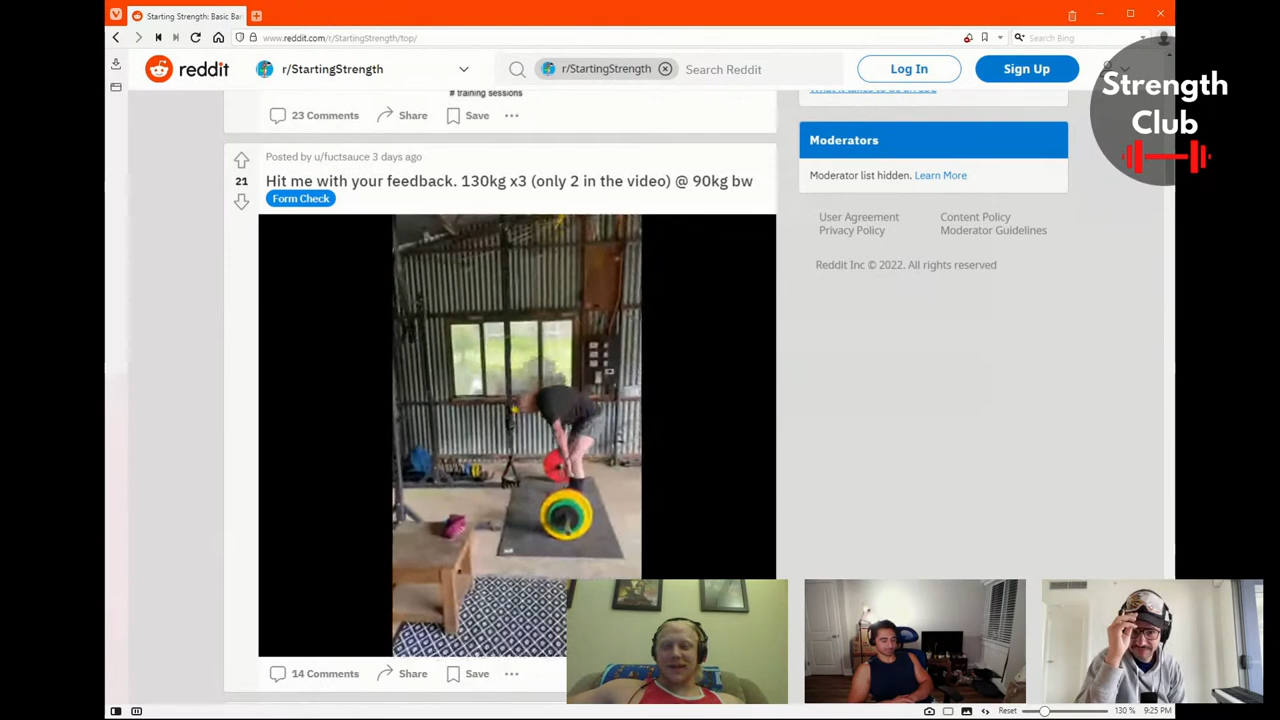 Starting Strength: Basic Ba
www.reddit.com/r/StartingStrength/top/
Search Bing
reddit
r/StartingStrength
r/StartingStrength
Search Reddit
Log In
Sign Up
Strength
Club
# training sessions
23 Comments
Share
Save
Moderators
Moderator list hidden. Learn More
User Agreement
Content Policy
Privacy Policy
Moderator Guidelines
Reddit Inc © 2022. All rights reserved
Posted by u/fuctsauce 3 days ago
21
Hit me with your feedback. 130kg x3 (only 2 in the video) @ 90kg bw
Form Check
14 Comments
Share
Save
Reset
130 %
9:25 PM